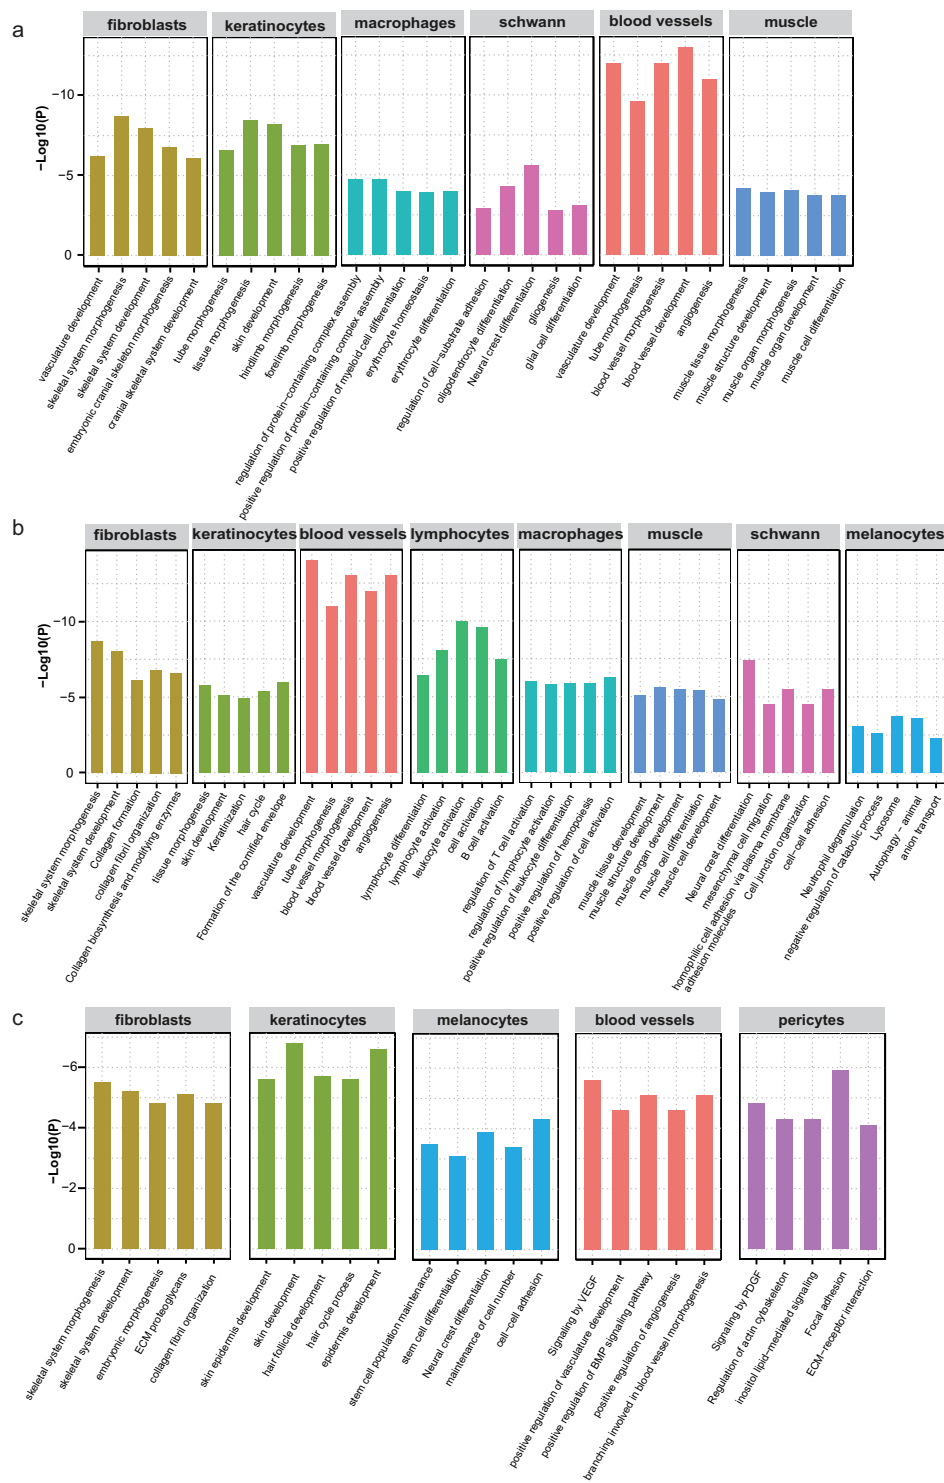 a
fibroblasts
keratinocytes
macrophages
schwann
blood vessels
muscle
−Log10(P)
−10
−5
0
vasculature development
skeletal system morphogenesis
skeletal system development
embryonic cranial skeleton morphogenesis
cranial skeletal system development
tube morphogenesis
tissue morphogenesis
skin development
hindlimb morphogenesis
forelimb morphogenesis
regulation of protein−containing complex assembly
positive regulation of protein−containing complex assembly
positive regulation of myeloid cell differentiation
erythrocyte homeostasis
erythrocyte differentiation
regulation of cell−substrate adhesion
oligodendrocyte differentiation
Neural crest differentiation
gliogenesis
glial cell differentiation
vasculature development
tube morphogenesis
blood vessel morphogenesis
blood vessel development
angiogenesis
muscle tissue morphogenesis
muscle structure development
muscle organ morphogenesis
muscle organ development
muscle cell differentiation
b
fibroblasts
keratinocytes
blood vessels
lymphocytes
macrophages
muscle
schwann
melanocytes
−Log10(P)
−10
−5
0
skeletal system morphogenesis
skeletal system development
Collagen formation
collagen fibril organization
Collagen biosynthesis and modifying enzymes
tissue morphogenesis
skin development
Keratinization
hair cycle
Formation of the cornified envelope
vasculature development
tube morphogenesis
blood vessel morphogenesis
blood vessel development
angiogenesis
lymphocyte differentiation
lymphocyte activation
leukocyte activation
cell activation
B cell activation
regulation of T cell activation
regulation of lymphocyte activation
positive regulation of leukocyte differentiation
positive regulation of hemopoiesis
positive regulation of cell activation
muscle tissue development
muscle structure development
muscle organ development
muscle cell differentiation
muscle cell development
Neural crest differentiation
mesenchymal cell migration
homophilic cell adhesion via plasma membrane
adhesion molecules
Cell junction organization
cell−cell adhesion
Neutrophil degranulation
negative regulation of catabolic process
Lysosome
Autophagy − animal
anion transport
c
fibroblasts
keratinocytes
melanocytes
blood vessels
pericytes
−Log10(P)
−6
−4
−2
0
skeletal system morphogenesis
skeletal system development
embryonic morphogenesis
ECM proteoglycans
collagen fibril organization
skin epidermis development
skin development
hair follicle development
hair cycle process
epidermis development
stem cell population maintenance
stem cell differentiation
Neural crest differentiation
maintenance of cell number
cell−cell adhesion
Signaling by VEGF
positive regulation of vasculature development
positive regulation of BMP signaling pathway
positive regulation of angiogenesis
branching involved in blood vessel morphogenesis
Signaling by PDGF
Regulation of actin cytoskeleton
inositol lipid−mediated signaling
Focal adhesion
ECM−receptor interaction